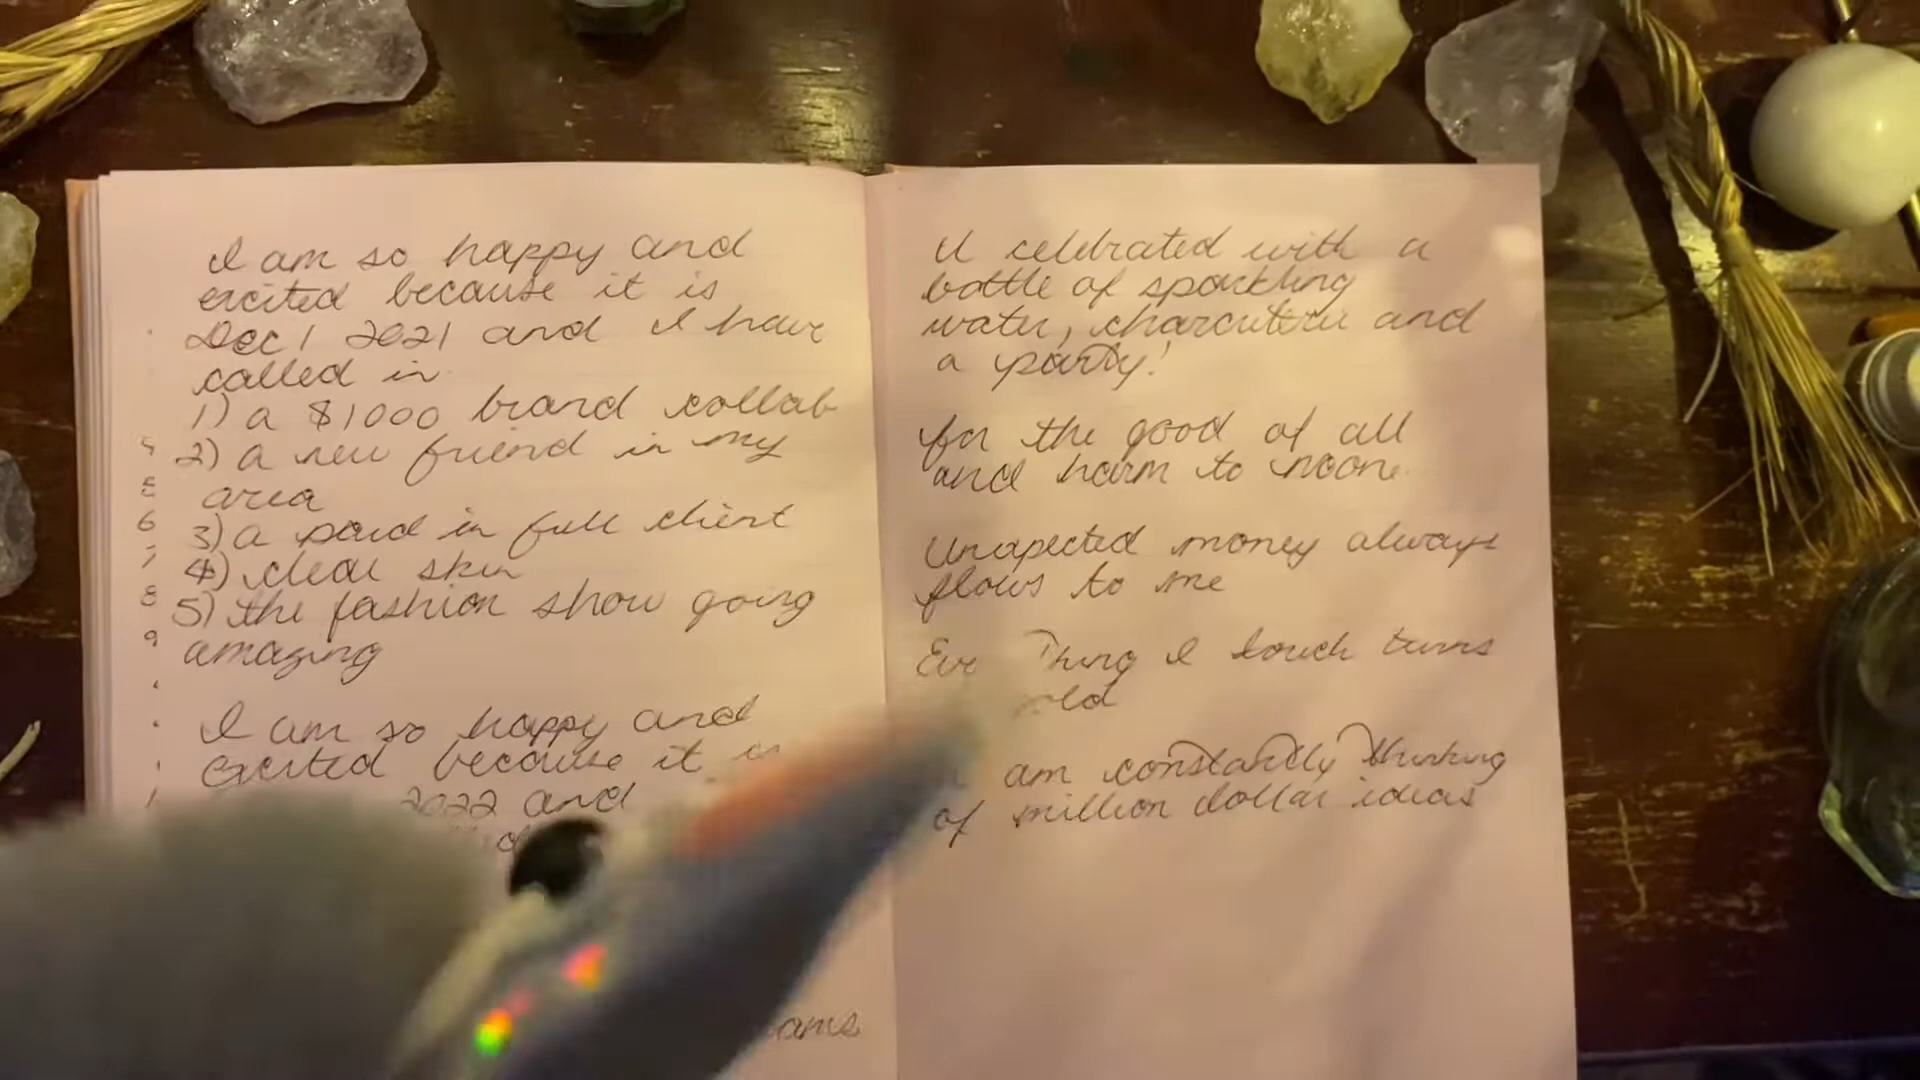 I am so happy and
excited because it is
Dec 1 2021 and I have
called in
1) a $1000 brand collab
2) a new friend in my
area
3) a paid in full client
4) clear skin
5) the fashion show going
amazing
I am so happy and
excited because it is
2022 and
I celebrated with a
bottle of sparkling
water, charcuterie and
a party!
for the good of all
and harm to noone.
Unexpected money always
flows to me
thing I touch turns
I am constantly thinking
of million dollar ideas